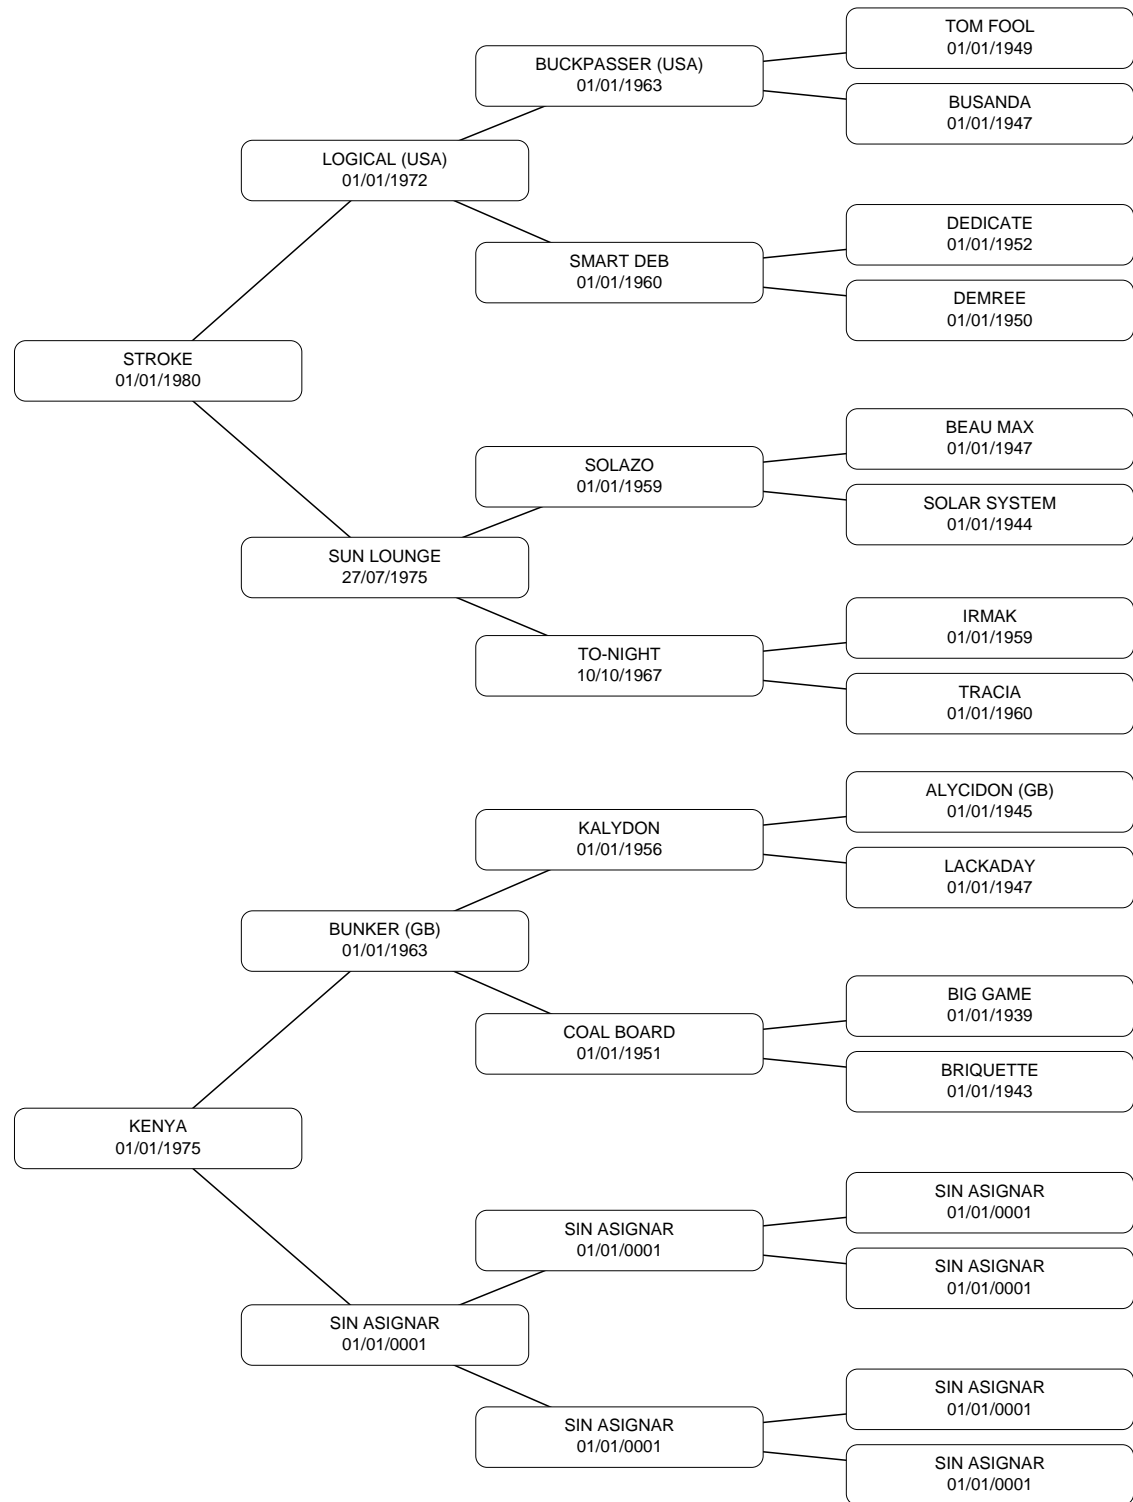 TOM FOOL
01/01/1949
BUCKPASSER (USA)
01/01/1963
BUSANDA
01/01/1947
LOGICAL (USA)
01/01/1972
DEDICATE
01/01/1952
SMART DEB
01/01/1960
DEMREE
01/01/1950
STROKE
01/01/1980
BEAU MAX
01/01/1947
SOLAZO
01/01/1959
SOLAR SYSTEM
01/01/1944
SUN LOUNGE
27/07/1975
IRMAK
01/01/1959
TO-NIGHT
10/10/1967
TRACIA
01/01/1960
ALYCIDON (GB)
01/01/1945
KALYDON
01/01/1956
LACKADAY
01/01/1947
BUNKER (GB)
01/01/1963
BIG GAME
01/01/1939
COAL BOARD
01/01/1951
BRIQUETTE
01/01/1943
KENYA
01/01/1975
SIN ASIGNAR
01/01/0001
SIN ASIGNAR
01/01/0001
SIN ASIGNAR
01/01/0001
SIN ASIGNAR
01/01/0001
SIN ASIGNAR
01/01/0001
SIN ASIGNAR
01/01/0001
SIN ASIGNAR
01/01/0001